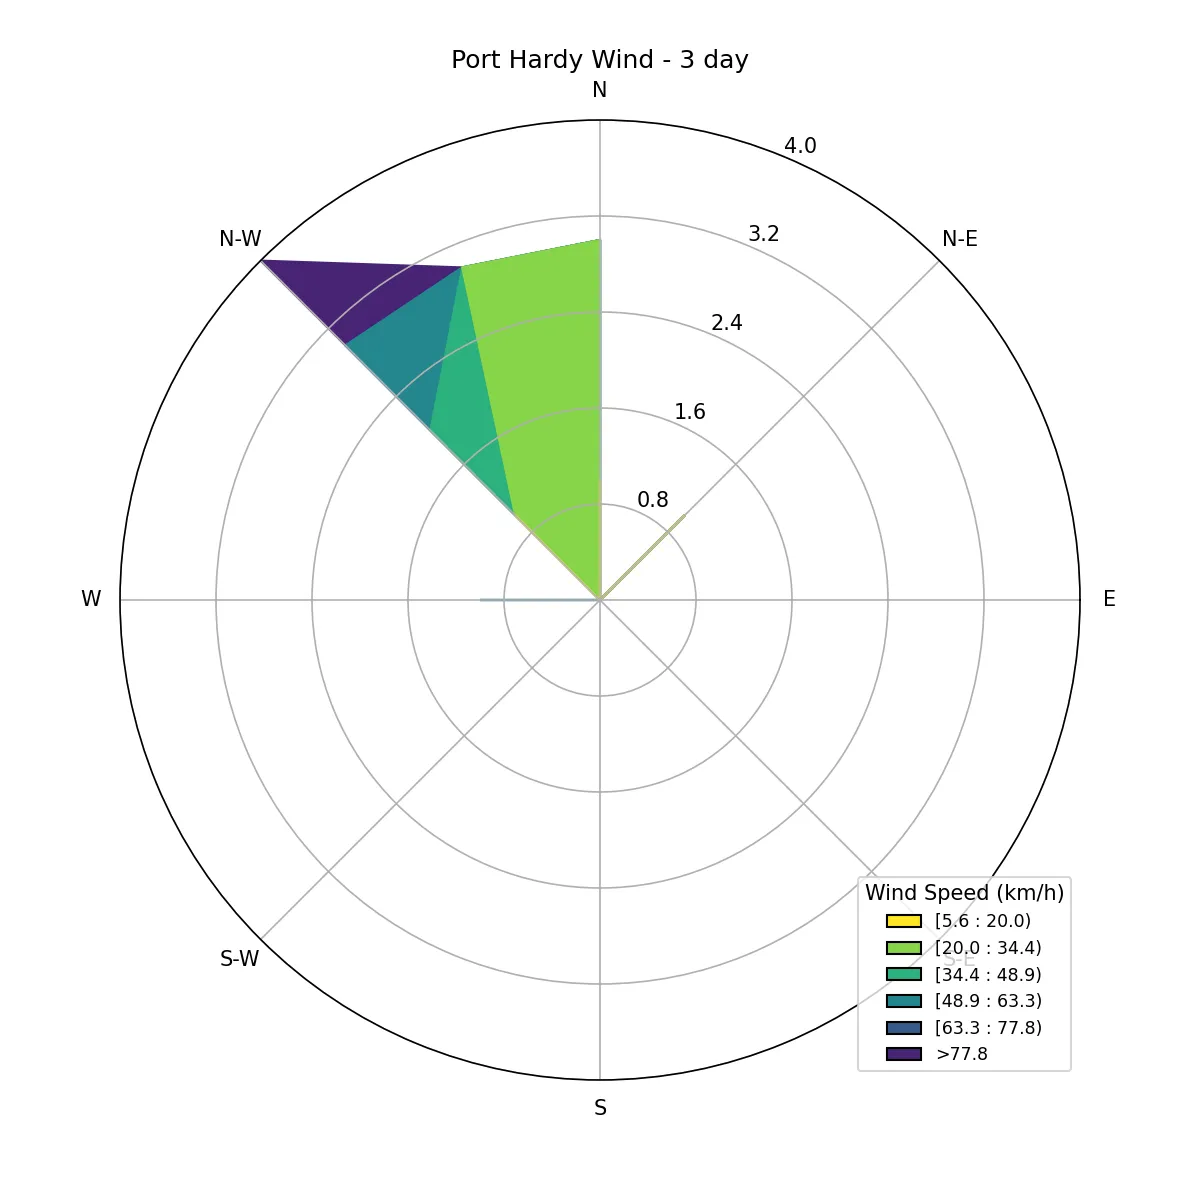 Port Hardy Wind - 3 day
N
4.0
N-W
3.2
N-E
2.4
1.6
0.8
W
E
Wind Speed (km/h)
[5.6 : 20.0)
[20.0 : 34.4)
S-W
S-E
[34.4 : 48.9)
[48.9 : 63.3)
[63.3 : 77.8)
>77.8
S